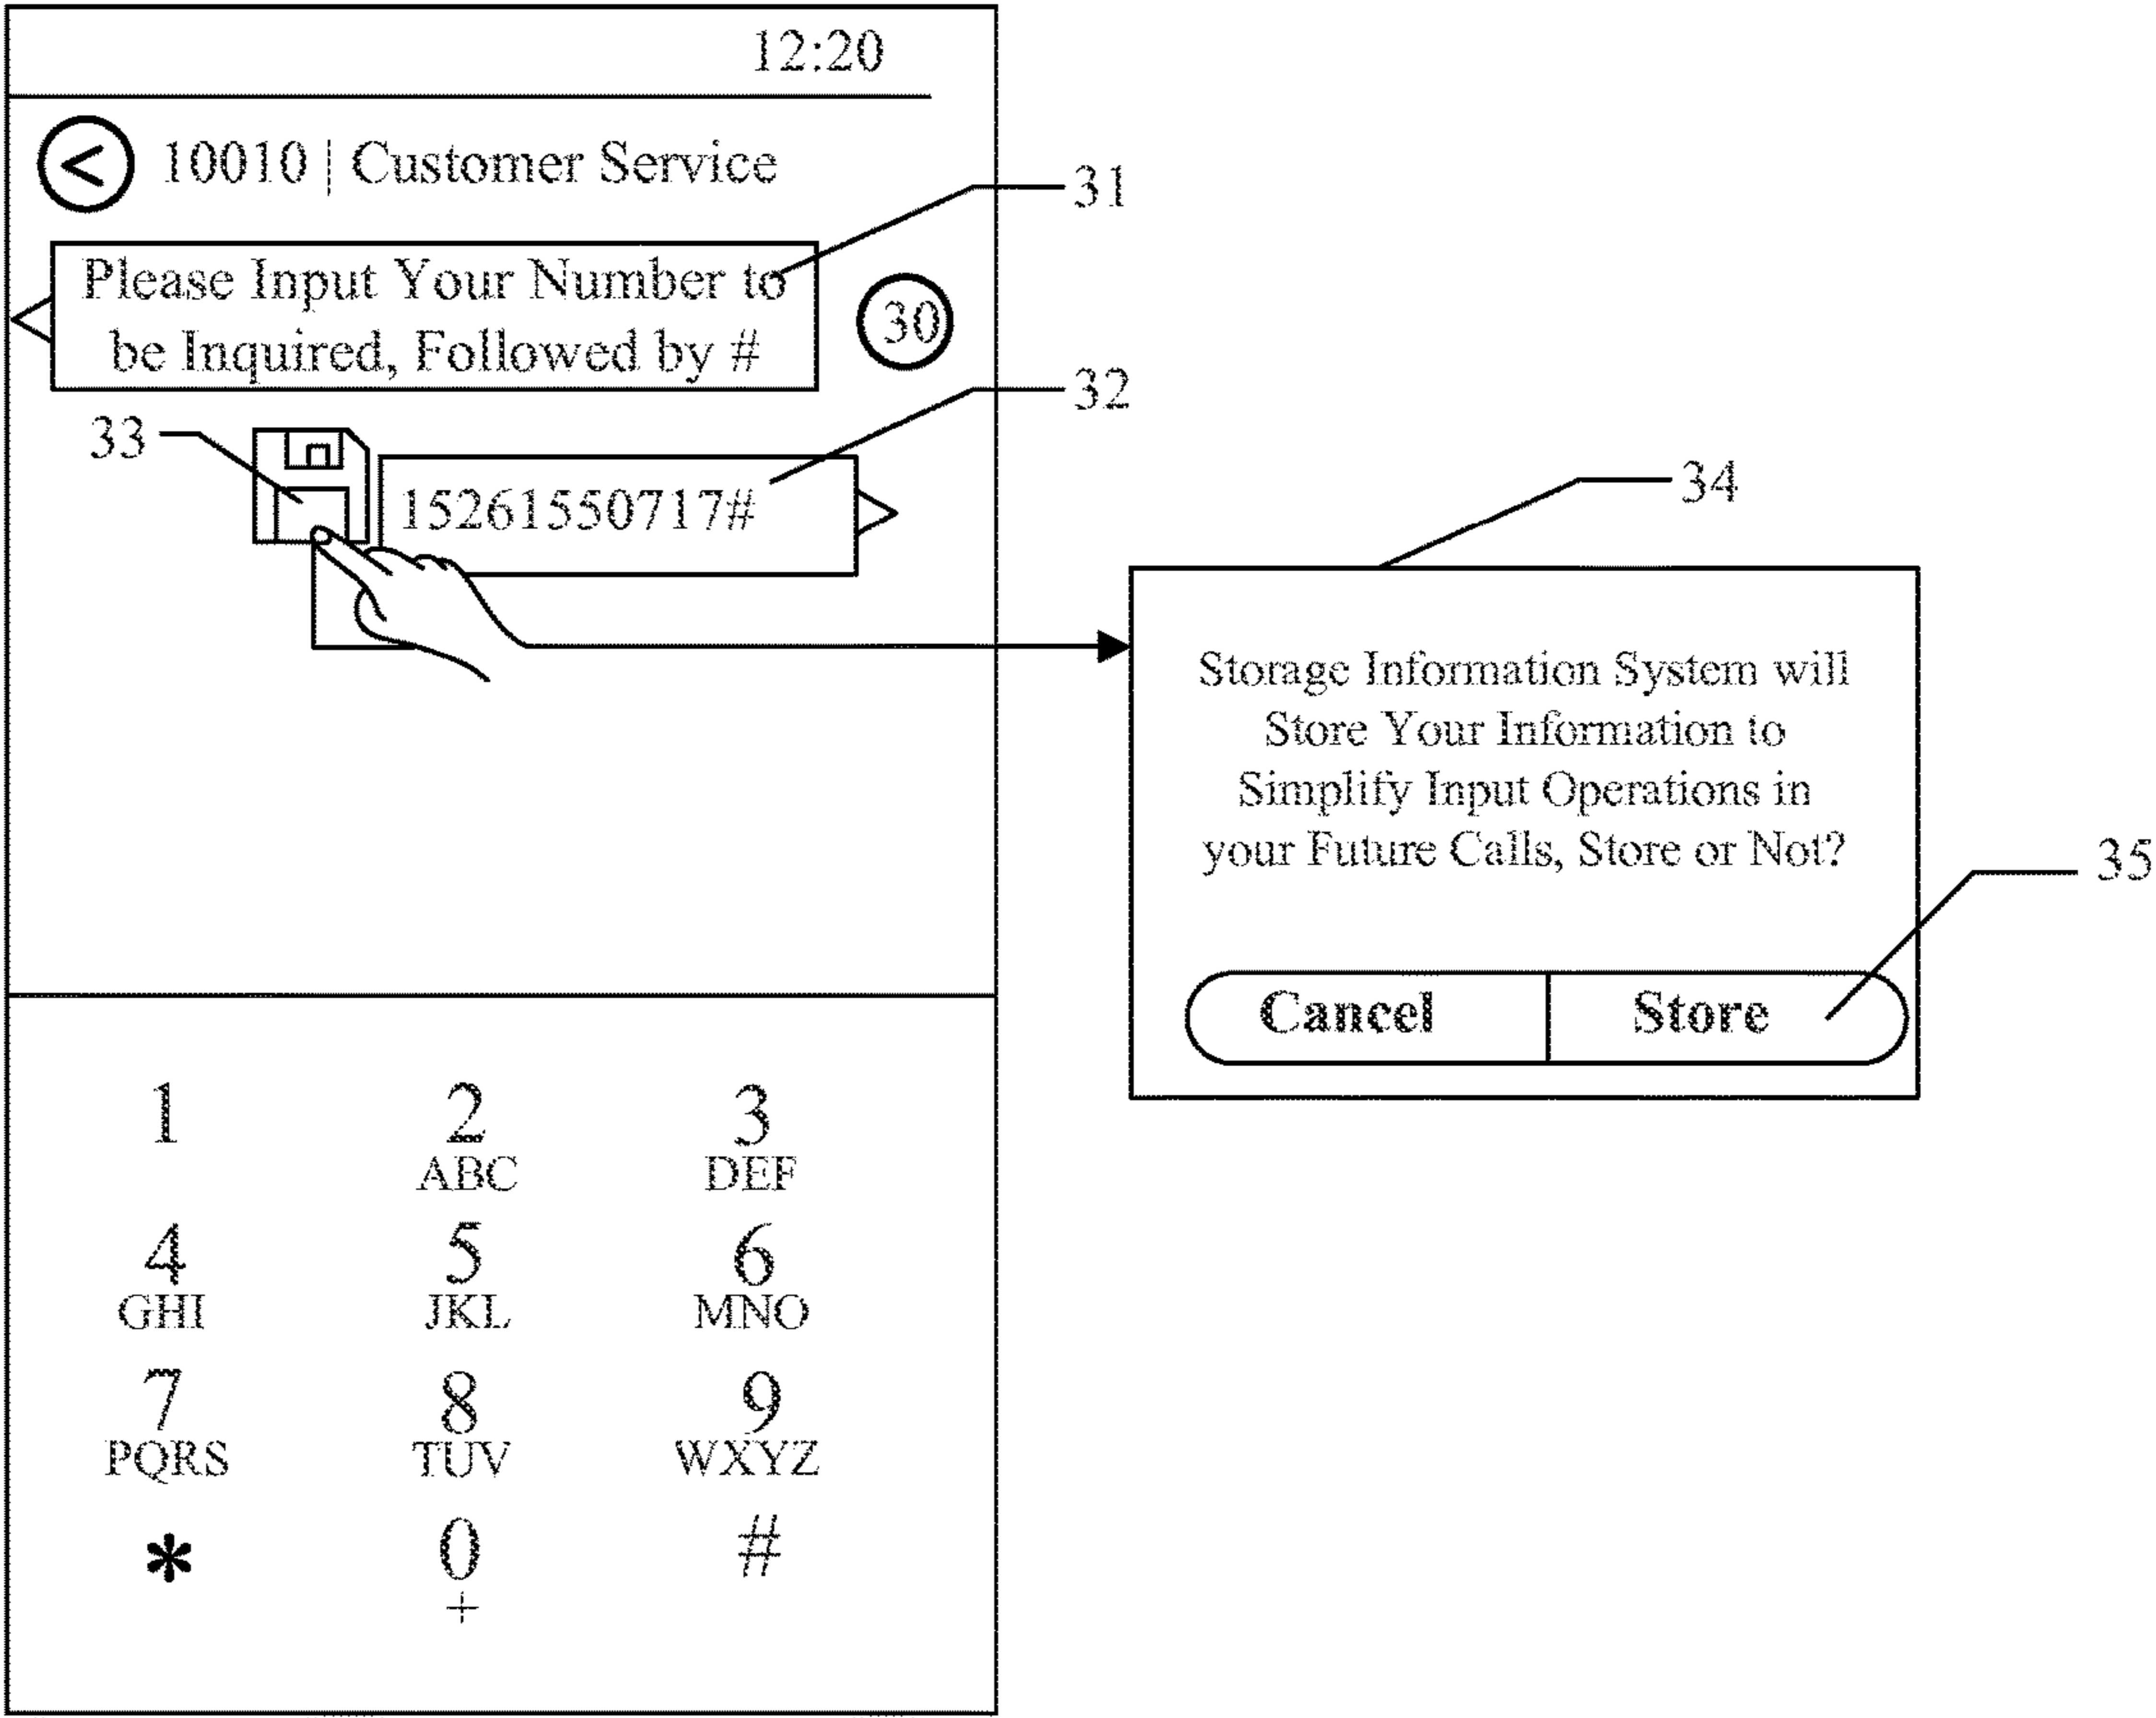 12:20
< 10010 | Customer Service
31
Please Input Your Number to
be Inquired, Followed by #
30
32
33
15261550717#
34
Storage Information System will
Store Your Information to
Simplify Input Operations in
your Future Calls, Store or Not?
35
Cancel Store
1 2 3
ABC DEF
4 5 6
GHI JKL MNO
7 8 9
PQRS TUV WXYZ
* 0 #
+